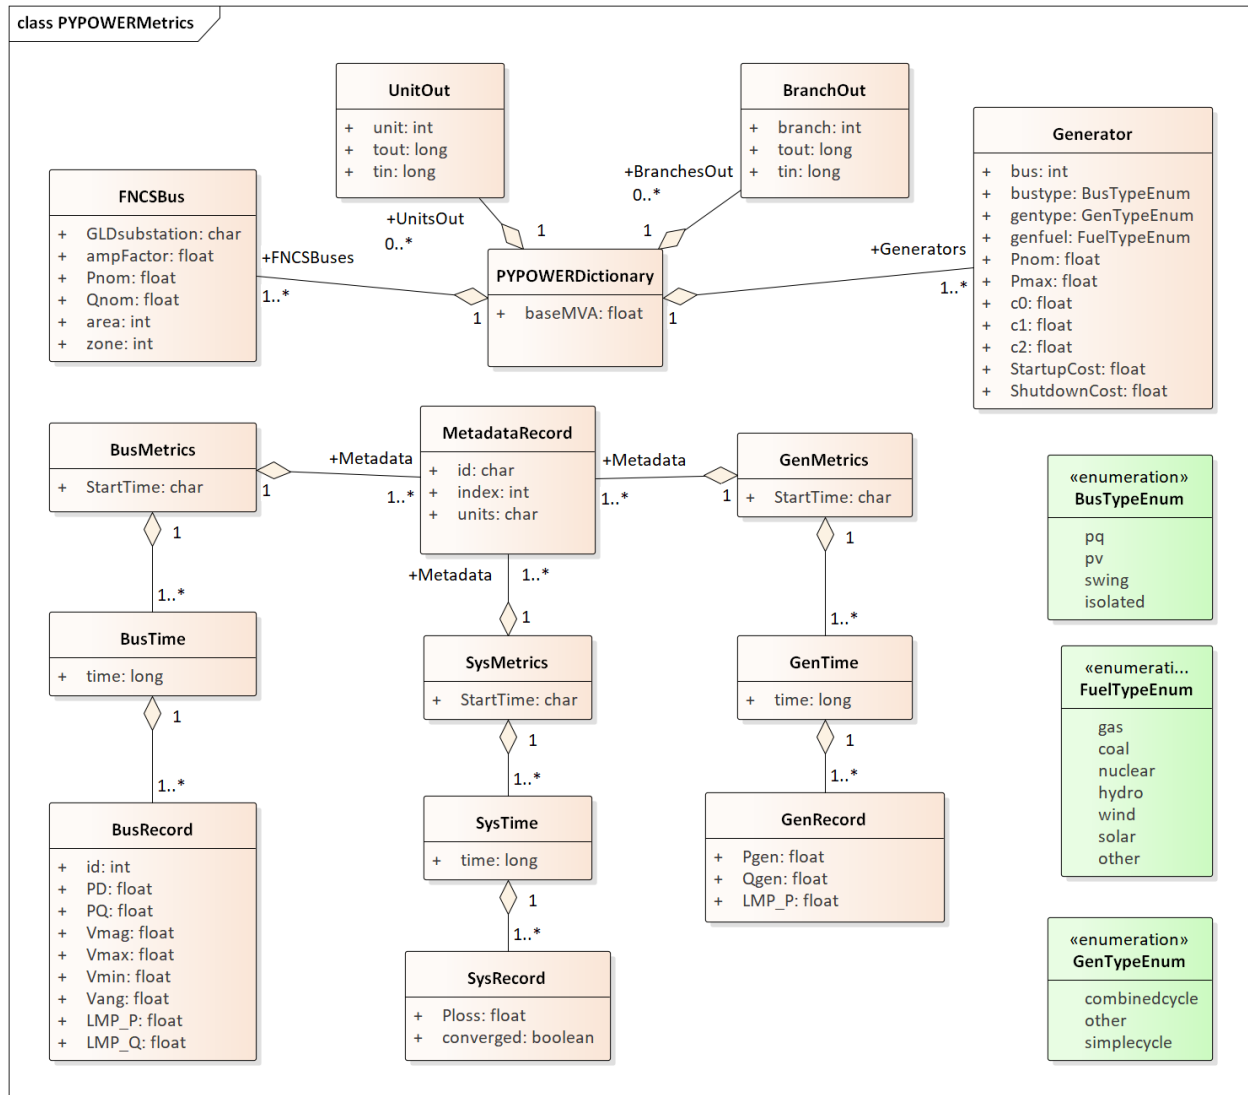 class PYPOWERMetrics
UnitOut
+ unit: int
+ tout: long
+ tin: long
BranchOut
+ branch: int
+ tout: long
+ tin: long
Generator
+ bus: int
+ bustype: BusTypeEnum
+ gentype: GenTypeEnum
+ genfuel: FuelTypeEnum
+ Pnom: float
+ Pmax: float
+ c0: float
+ c1: float
+ c2: float
+ StartupCost: float
+ ShutdownCost: float
FNCSBus
+ GLDsubstation: char
+ ampFactor: float
+ Pnom: float
+ Qnom: float
+ area: int
+ zone: int
+UnitsOut
0..*
1
+BranchesOut
0..*
1
+FNCSBuses
1..*
1
+Generators
1..*
1
PYPOWERDictionary
+ baseMVA: float
BusMetrics
+ StartTime: char
+Metadata
1
1..*
MetadataRecord
+ id: char
+ index: int
+ units: char
+Metadata
1..*
1
GenMetrics
+ StartTime: char
«enumeration»
BusTypeEnum
pq
pv
swing
isolated
1
1..*
+Metadata
1..*
1
1
1..*
BusTime
+ time: long
SysMetrics
+ StartTime: char
GenTime
+ time: long
«enumerati...
FuelTypeEnum
gas
coal
nuclear
hydro
wind
solar
other
1
1..*
1
1..*
1
1..*
BusRecord
+ id: int
+ PD: float
+ PQ: float
+ Vmag: float
+ Vmax: float
+ Vmin: float
+ Vang: float
+ LMP_P: float
+ LMP_Q: float
SysTime
+ time: long
1
1..*
GenRecord
+ Pgen: float
+ Qgen: float
+ LMP_P: float
SysRecord
+ Ploss: float
+ converged: boolean
«enumeration»
GenTypeEnum
combinedcycle
other
simplecycle